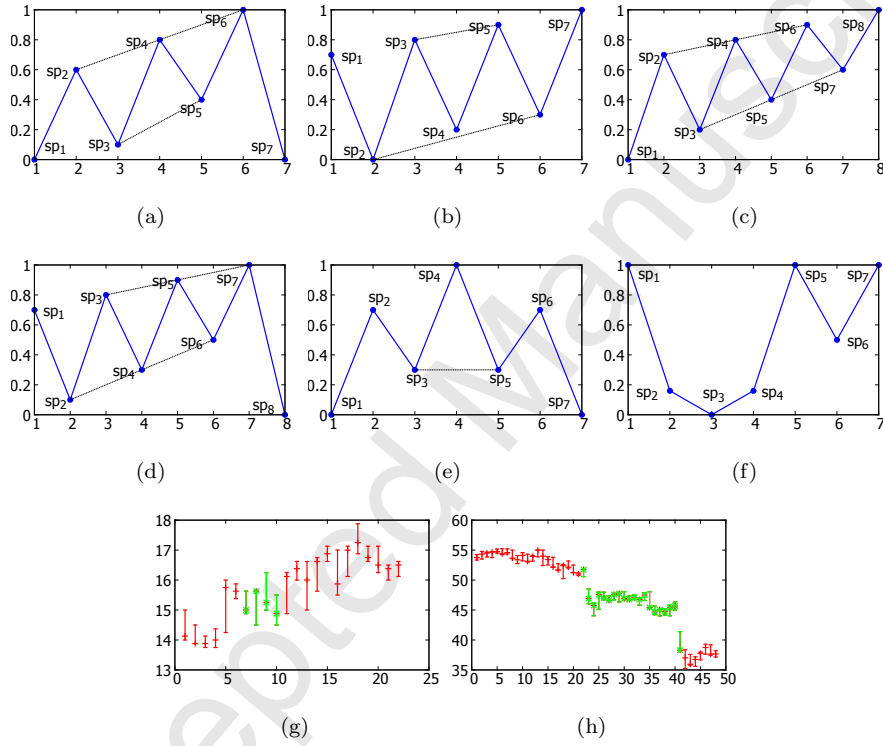 1
0.8
0.6
0.4
0.2
0
sp1
sp2
sp3
sp4
sp5
sp6
sp7
1 2 3 4 5 6 7
(a)
1
0.8
0.6
0.4
0.2
0
sp1
sp2
sp3
sp4
sp5
sp6
sp7
1 2 3 4 5 6 7
(b)
1
0.8
0.6
0.4
0.2
0
sp1
sp2
sp3
sp4
sp5
sp6
sp7
sp8
1 2 3 4 5 6 7 8
(c)
1
0.8
0.6
0.4
0.2
0
sp1
sp2
sp3
sp4
sp5
sp6
sp7
sp8
1 2 3 4 5 6 7 8
(d)
1
0.8
0.6
0.4
0.2
0
sp1
sp2
sp3
sp4
sp5
sp6
sp7
1 2 3 4 5 6 7
(e)
1
0.8
0.6
0.4
0.2
0
sp1
sp2
sp3
sp4
sp5
sp6
sp7
1 2 3 4 5 6 7
(f)
18
17
16
15
14
13
0 5 10 15 20 25
(g)
60
55
50
45
40
35
0 5 10 15 20 25 30 35 40 45 50
(h)
epted Manusc